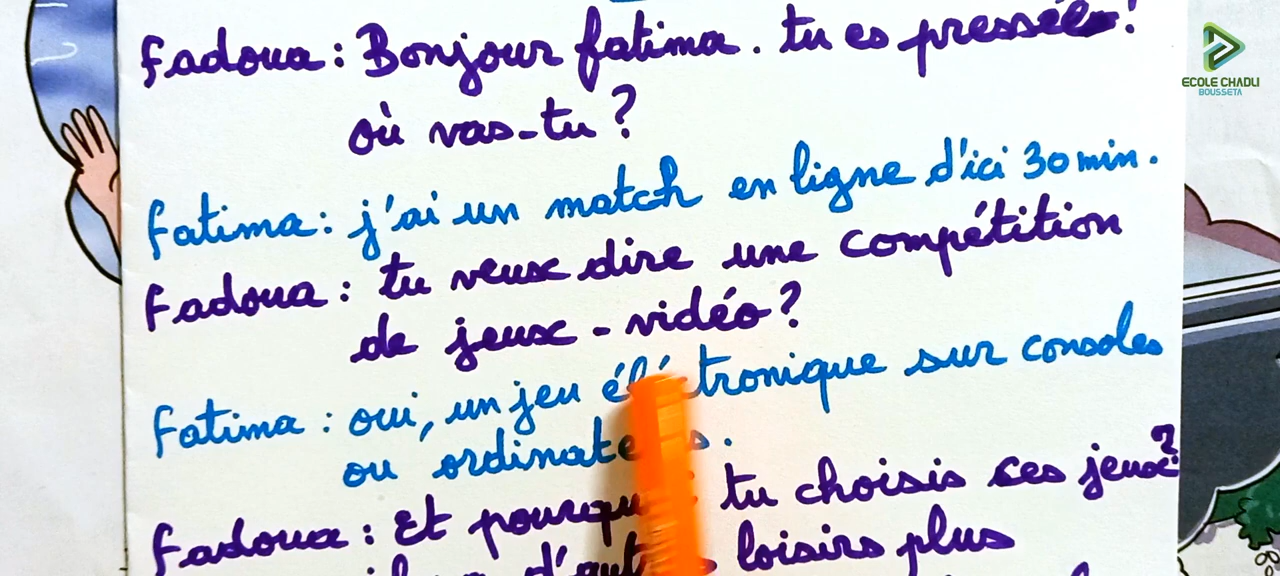 Fadoua : Bonjour fatima. tu es pressée !
où vas-tu ?
ECOLE CHADLI
BOUSSETA
Fatima : j'ai un match en ligne d'ici 30 min.
Fadoua : tu veux dire une compétition
de jeux-vidéo ?
Fatima : oui, un jeu sur consoles
ou
Fadoua : Et tu choisis ces jeux ?
loisirs plus